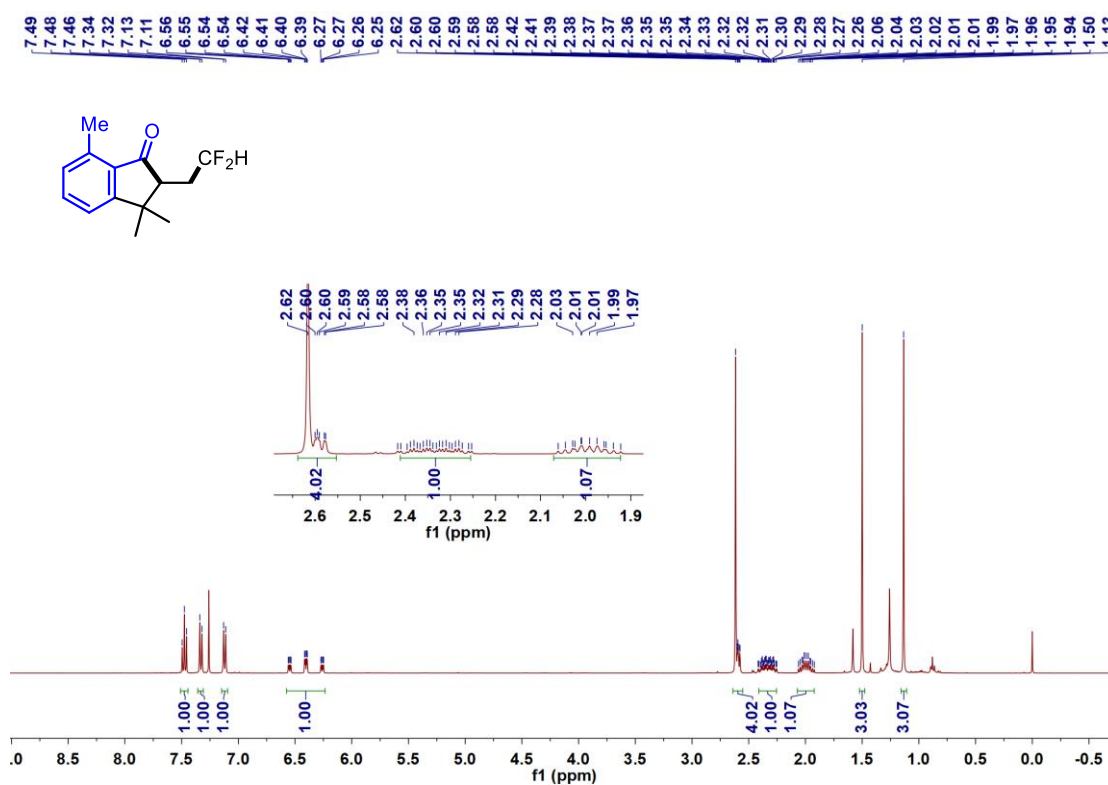 7.49 7.48 7.46 7.34 7.32 7.13 7.11 6.56 6.55 6.54 6.54 6.42 6.41 6.40 6.39 6.27 6.27 6.26 6.25 2.62 2.60 2.60 2.59 2.58 2.58 2.42 2.41 2.39 2.38 2.37 2.37 2.36 2.35 2.35 2.34 2.33 2.32 2.32 2.31 2.30 2.29 2.28 2.27 2.26 2.06 2.04 2.03 2.02 2.01 2.01 1.99 1.97 1.96 1.95 1.94 1.50
Me
O
CF2H
2.62 2.60 2.60 2.59 2.58 2.58 2.38 2.36 2.35 2.35 2.32 2.31 2.29 2.28 2.03 2.01 2.01 1.99 1.97
4.02 1.00 1.07
2.6 2.5 2.4 2.3 2.2 2.1 2.0 1.9
f1 (ppm)
1.00 1.00 1.00 1.00 4.02 1.00 1.07 3.03 3.07
.0 8.5 8.0 7.5 7.0 6.5 6.0 5.5 5.0 4.5 4.0 3.5 3.0 2.5 2.0 1.5 1.0 0.5 0.0 -0.5
f1 (ppm)